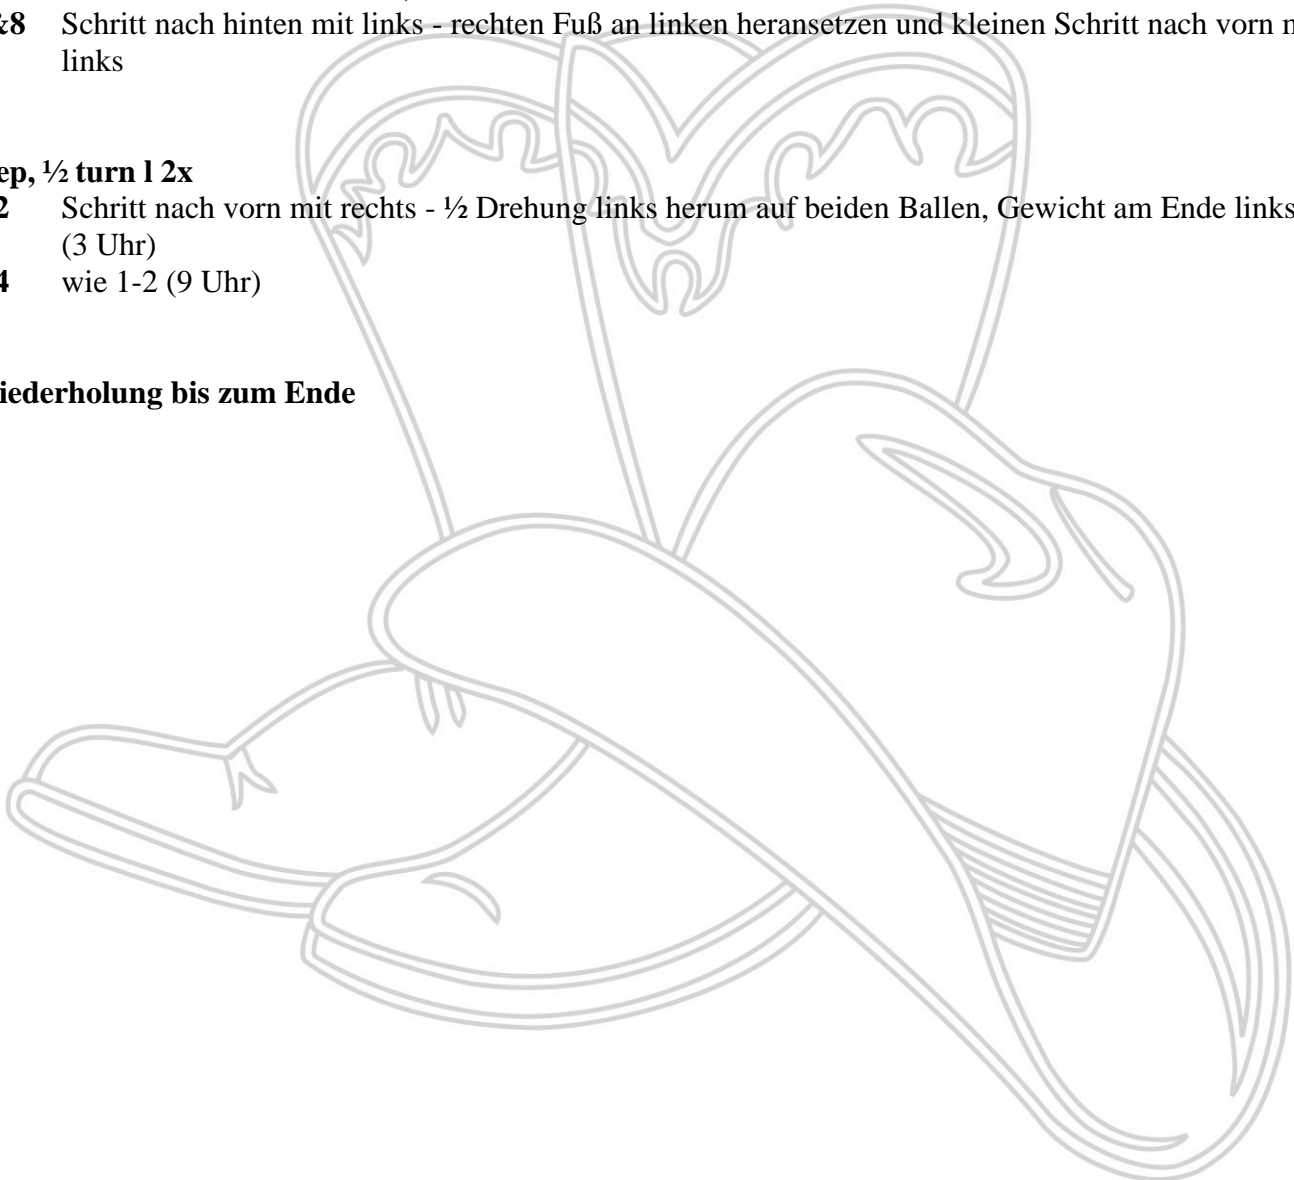 &8 Schritt nach hinten mit links - rechten Fuß an linken heransetzen und kleinen Schritt nach vorn
links
ep, ½ turn l 2x
2 Schritt nach vorn mit rechts - ½ Drehung links herum auf beiden Ballen, Gewicht am Ende links
(3 Uhr)
4 wie 1-2 (9 Uhr)
iederholung bis zum Ende